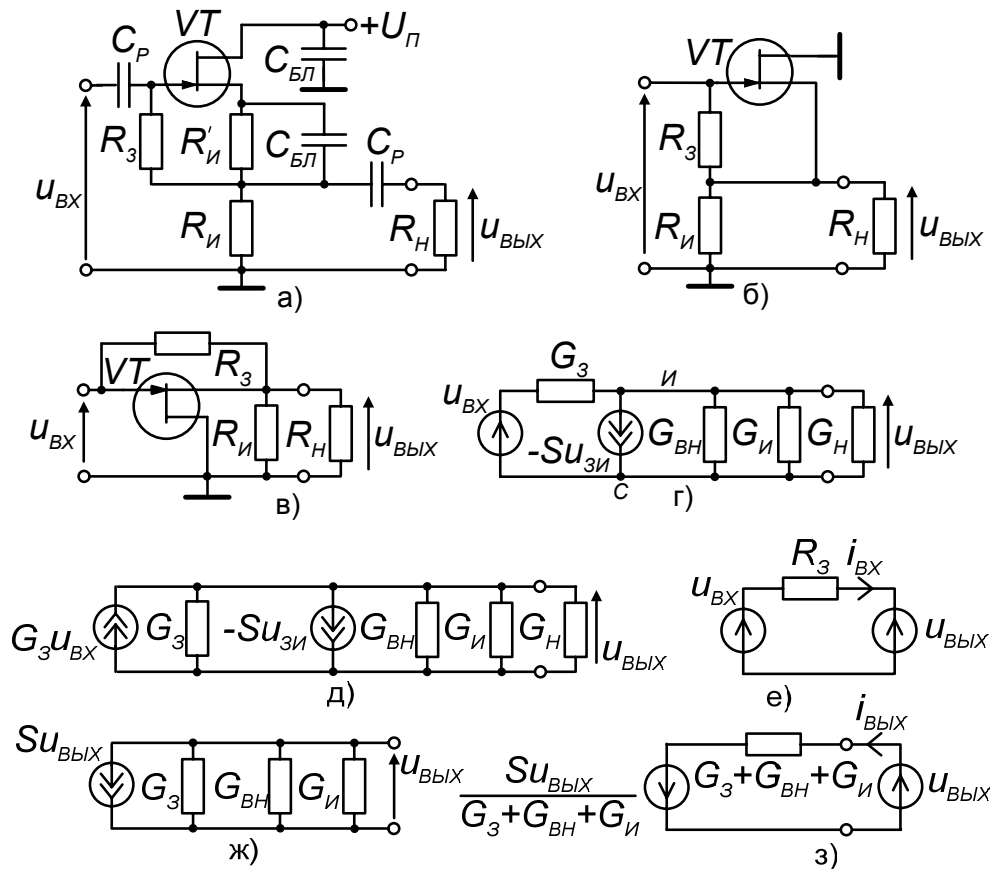 VT
+U_П
C_Р
C_БЛ
R_З
R'_И
C_БЛ
C_Р
u_ВХ
R_И
R_Н
u_ВЫХ
а)
VT
R_З
u_ВХ
R_И
R_Н
u_ВЫХ
б)
R_З
VT
u_ВХ
R_И
R_Н
u_ВЫХ
в)
G_З
И
u_ВХ
-Su_ЗИ
G_ВН
G_И
G_Н
u_ВЫХ
С
г)
G_Зu_ВХ
G_З
-Su_ЗИ
G_ВН
G_И
G_Н
u_ВЫХ
д)
R_З
i_ВХ
u_ВХ
u_ВЫХ
е)
Su_ВЫХ
G_З
G_ВН
G_И
u_ВЫХ
ж)
i_ВЫХ
Su_ВЫХ
G_З+G_ВН+G_И
G_З+G_ВН+G_И
u_ВЫХ
з)